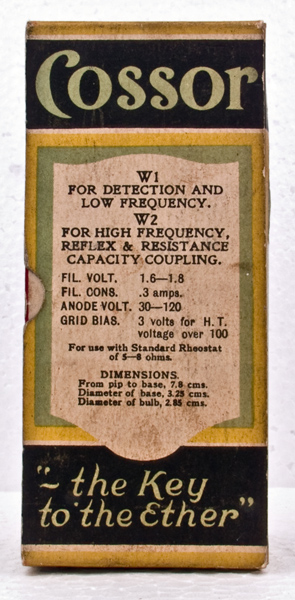 Cossor
W1
FOR DETECTION AND
LOW FREQUENCY.
W2
FOR HIGH FREQUENCY,
REFLEX & RESISTANCE
CAPACITY COUPLING.
FIL. VOLT. 1.6—1.8
FIL. CONS. .3 amps.
ANODE VOLT. 30—120
GRID BIAS. 3 volts for H. T.
voltage over 100
For use with Standard Rheostat
of 5—6 ohms.
DIMENSIONS.
From pip to base, 7.8 cms.
Diameter of base, 3.25 cms.
Diameter of bulb, 2.85 cms.
"~ the Key
to the Ether"